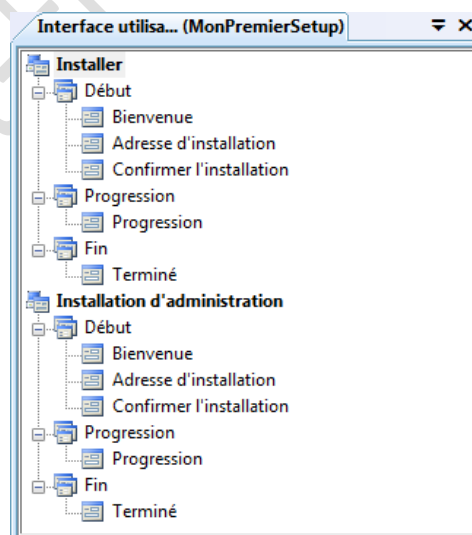 Interface utilisa... (MonPremierSetup)
Installer
Début
Bienvenue
Adresse d'installation
Confirmer l'installation
Progression
Progression
Fin
Terminé
Installation d'administration
Début
Bienvenue
Adresse d'installation
Confirmer l'installation
Progression
Progression
Fin
Terminé